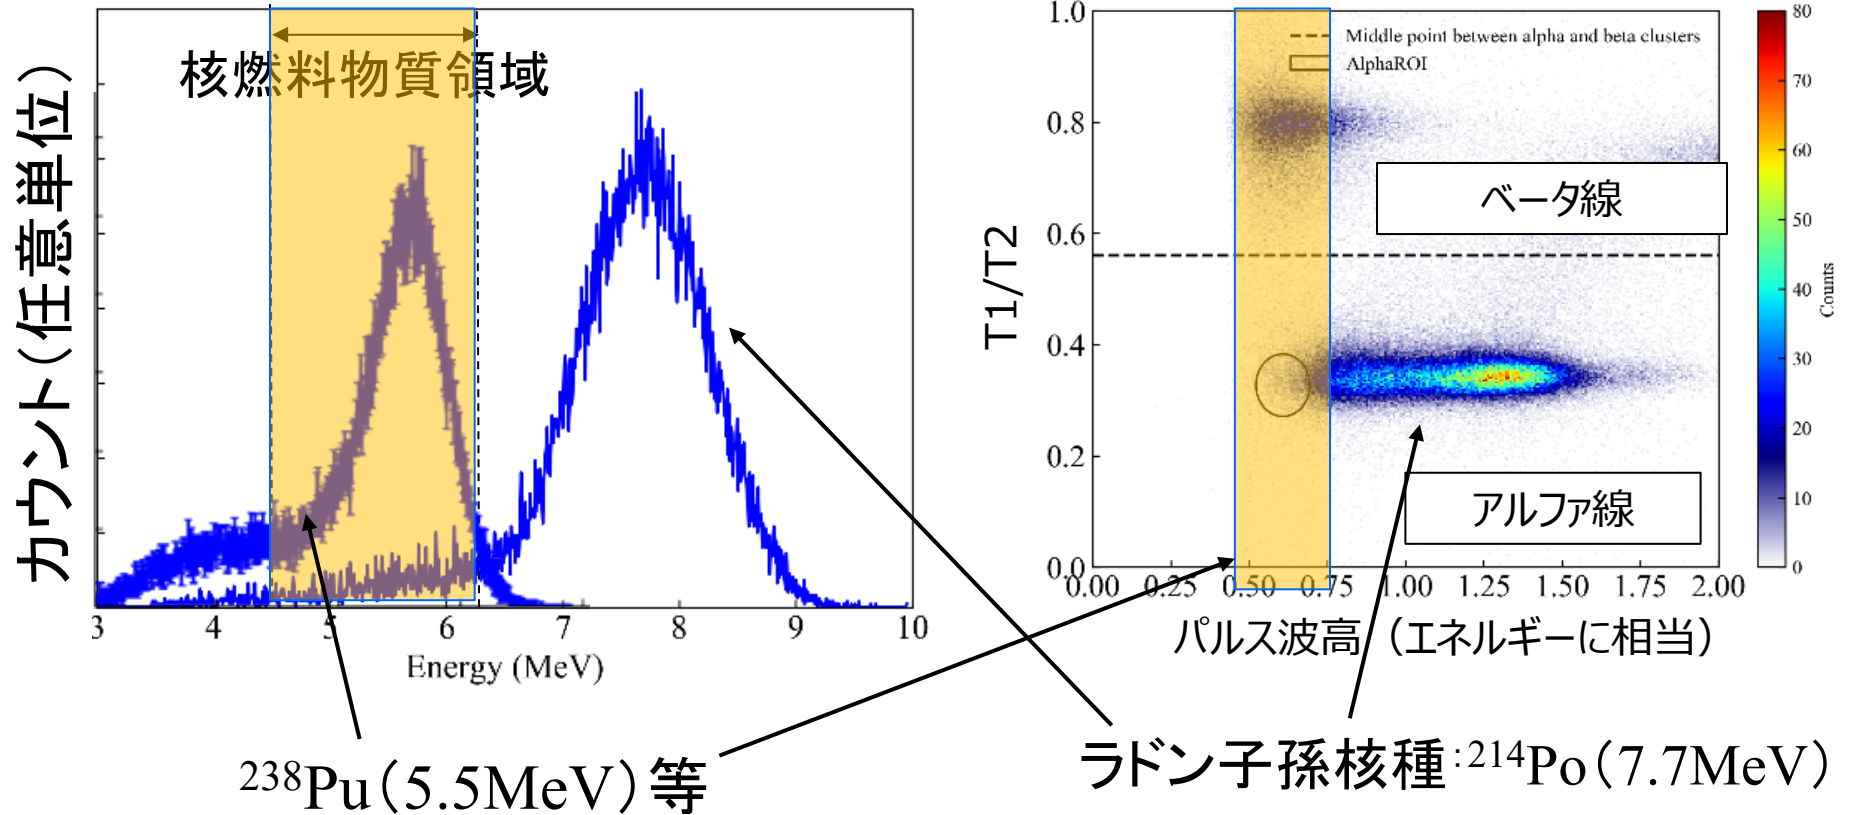 カウント（任意単位）
核燃料物質領域
3 4 5 6 7 8 9 10
Energy (MeV)
T1/T2
1.0
0.8
0.6
0.4
0.2
0.0
Middle point between alpha and beta clusters
AlphaROI
ベータ線
アルファ線
0.00 0.25 0.50 0.75 1.00 1.25 1.50 1.75 2.00
パルス波高（エネルギーに相当）
80
70
60
50
40
30
20
10
0
Counts
²³⁸Pu（5.5MeV）等
ラドン子孫核種：²¹⁴Po（7.7MeV）